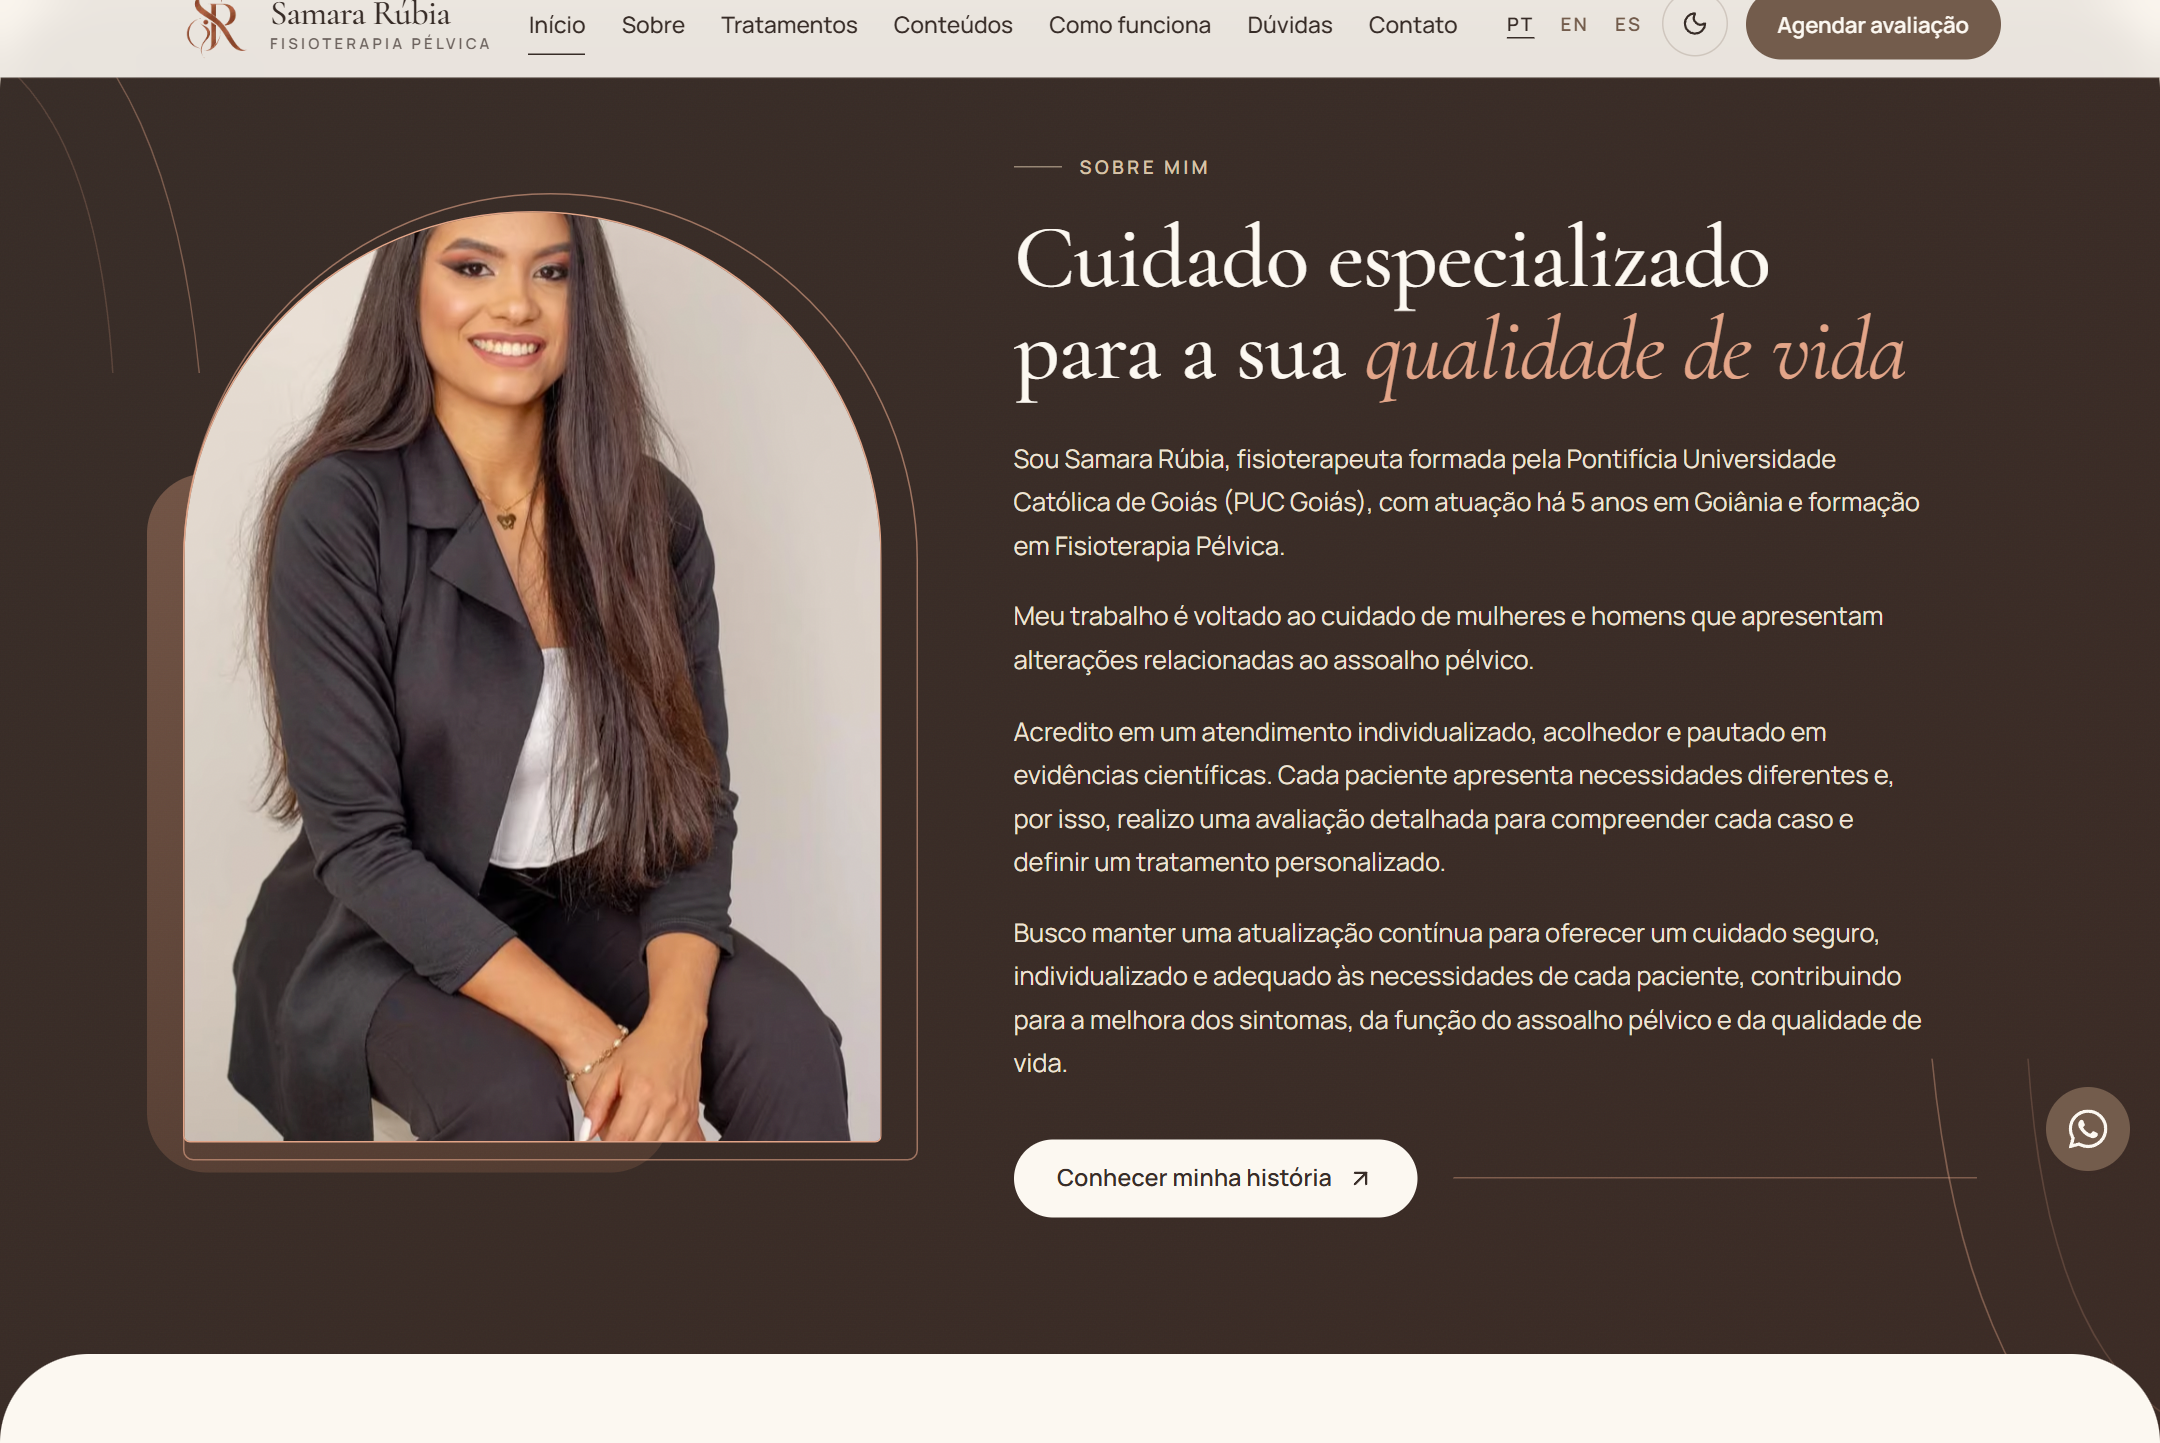 Samara Rúbia
FISIOTERAPIA PÉLVICA
Início Sobre Tratamentos Conteúdos Como funciona Dúvidas Contato PT EN ES Agendar avaliação
SOBRE MIM
Cuidado especializado
para a sua qualidade de vida
Sou Samara Rúbia, fisioterapeuta formada pela Pontifícia Universidade
Católica de Goiás (PUC Goiás), com atuação há 5 anos em Goiânia e formação
em Fisioterapia Pélvica.
Meu trabalho é voltado ao cuidado de mulheres e homens que apresentam
alterações relacionadas ao assoalho pélvico.
Acredito em um atendimento individualizado, acolhedor e pautado em
evidências científicas. Cada paciente apresenta necessidades diferentes e,
por isso, realizo uma avaliação detalhada para compreender cada caso e
definir um tratamento personalizado.
Busco manter uma atualização contínua para oferecer um cuidado seguro,
individualizado e adequado às necessidades de cada paciente, contribuindo
para a melhora dos sintomas, da função do assoalho pélvico e da qualidade de
vida.
Conhecer minha história